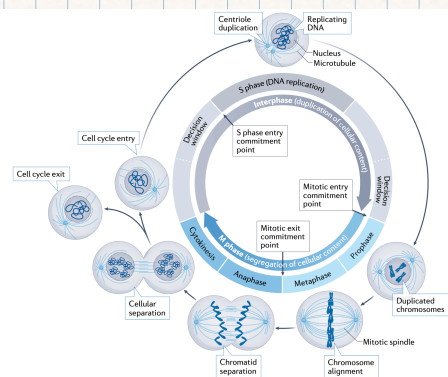 Centriole
duplication
Replicating
DNA
Nucleus
Microtubule
S phase (DNA replication)
Interphase (duplication of cellular content)
Decision
window
S phase entry
commitment
point
Cell cycle entry
Decision
window
Cell cycle exit
Mitotic entry
commitment
point
Mitotic exit
commitment
point
M phase (segregation of cellular content)
Cytokinesis
Anaphase
Metaphase
Prophase
Duplicated
chromosomes
Cellular
separation
Mitotic spindle
Chromatid
separation
Chromosome
alignment